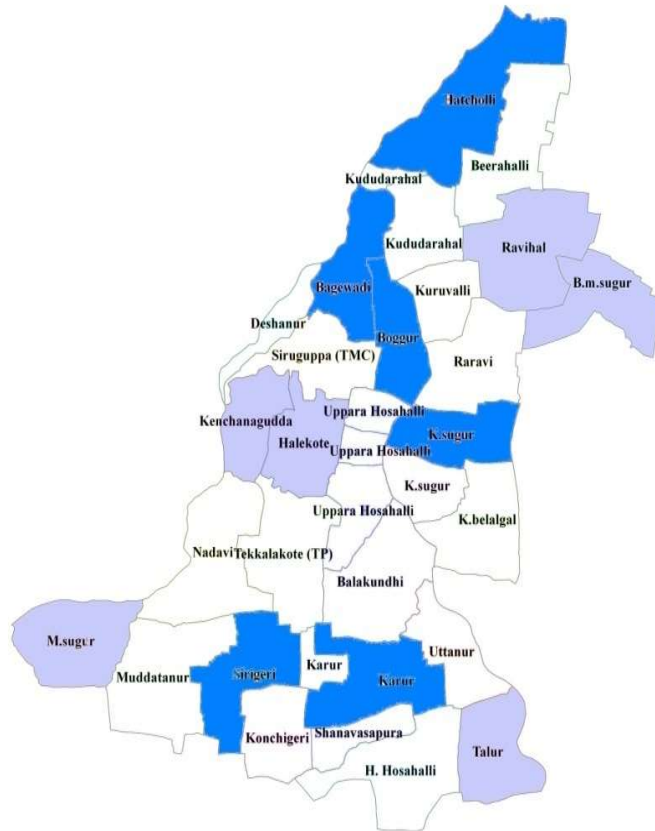 Hatcholli
Beerahalli
Kududarahal
Kududarahal
Ravihal
B.m.sugur
Bagewadi
Kuruvalli
Deshanur
Boggur
Siruguppa (TMC)
Raravi
Kenchanagudda
Uppara Hosahalli
Halekote
K.sugur
Uppara Hosahalli
K.sugur
Uppara Hosahalli
K.belalgal
Nadavi
Tekkalakote (TP)
Balakundhi
M.sugur
Muddatanur
Sirigeri
Karur
Karur
Uttanur
Konchigeri
Shanavasapura
Talur
H. Hosahalli